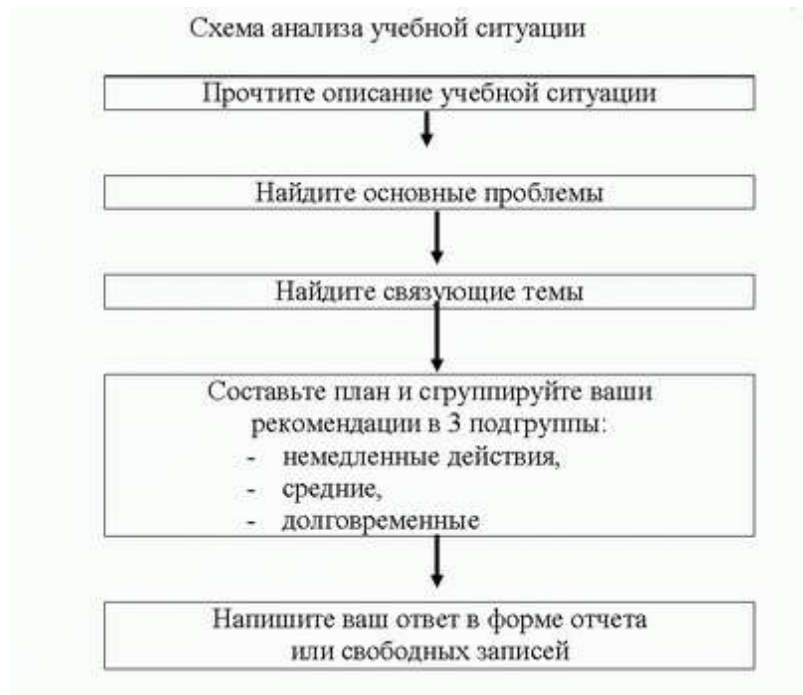 Схема анализа учебной ситуации
Прочтите описание учебной ситуации
Найдите основные проблемы
Найдите связующие темы
Составьте план и сгруппируйте ваши
рекомендации в 3 подгруппы:
- немедленные действия,
- средние,
- долговременные
Напишите ваш ответ в форме отчета
или свободных записей